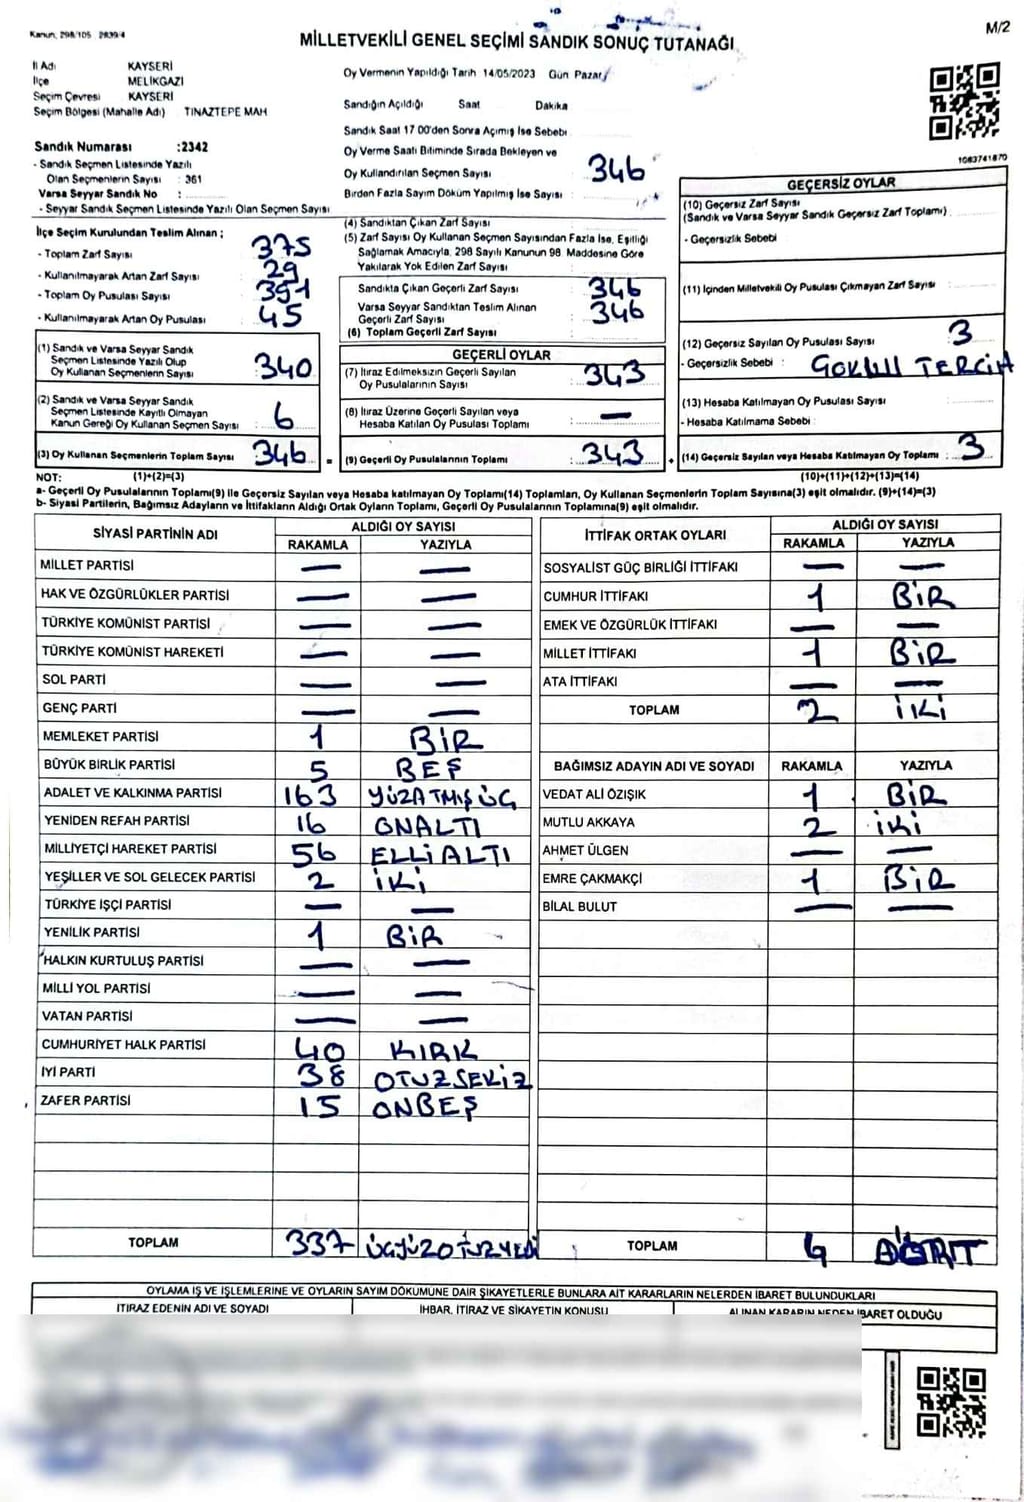 Kanun, 298/105 2839/4
MİLLETVEKİLİ GENEL SEÇİMİ SANDIK SONUÇ TUTANAĞI
M/2
İl Adı KAYSERİ
İlçe MELİKGAZİ
Seçim Çevresi KAYSERİ
Seçim Bölgesi (Mahalle Adı) TINAZTEPE MAH
Sandık Numarası :2342
- Sandık Seçmen Listesinde Yazılı
Olan Seçmenlerin Sayısı : 361
Varsa Seyyar Sandık No :
- Seyyar Sandık Seçmen Listesinde Yazılı Olan Seçmen Sayısı
Oy Vermenin Yapıldığı Tarih 14/05/2023 Gün Pazar
Sandığın Açıldığı Saat Dakika
Sandık Saat 17 00'den Sonra Açımış İse Sebebi
Oy Verme Saati Bitiminde Sırada Bekleyen ve
Oy Kullandırılan Seçmen Sayısı 346
Birden Fazla Sayım Döküm Yapılmış İse Sayısı
1083741870
İlçe Seçim Kurulundan Teslim Alınan ;
- Toplam Zarf Sayısı 375
- Kullanılmayarak Artan Zarf Sayısı 29
- Toplam Oy Pusulası Sayısı 391
- Kullanılmayarak Artan Oy Pusulası 45
(4) Sandıktan Çıkan Zarf Sayısı
(5) Zarf Sayısı Oy Kullanan Seçmen Sayısından Fazla İse, Eşitliği
Sağlamak Amacıyla, 298 Sayılı Kanunun 98 Maddesine Göre
Yakılarak Yok Edilen Zarf Sayısı :
Sandıkta Çıkan Geçerli Zarf Sayısı 346
Varsa Seyyar Sandıktan Teslim Alınan
Geçerli Zarf Sayısı 346
(6) Toplam Geçerli Zarf Sayısı
GEÇERSİZ OYLAR
(10) Geçersiz Zarf Sayısı
(Sandık ve Varsa Seyyar Sandık Geçersiz Zarf Toplamı)
- Geçersizlik Sebebi
(11) İçinden Milletvekili Oy Pusulası Çıkmayan Zarf Sayısı
(12) Geçersiz Sayılan Oy Pusulası Sayısı 3
- Geçersizlik Sebebi : ÇOKLU TERCİH
(13) Hesaba Katılmayan Oy Pusulası Sayısı
- Hesaba Katılmama Sebebi
(14) Geçersiz Sayılan veya Hesaba Katılmayan Oy Toplamı 3
(1) Sandık ve Varsa Seyyar Sandık
Seçmen Listesinde Yazılı Olup
Oy Kullanan Seçmenlerin Sayısı 340
(2) Sandık ve Varsa Seyyar Sandık
Seçmen Listesinde Kayıtlı Olmayan
Kanun Gereği Oy Kullanan Seçmen Sayısı 6
(3) Oy Kullanan Seçmenlerin Toplam Sayısı 346 =
GEÇERLİ OYLAR
(7) İtiraz Edilmeksizin Geçerli Sayılan
Oy Pusulalarının Sayısı 343
(8) İtiraz Üzerine Geçerli Sayılan veya
Hesaba Katılan Oy Pusulası Toplamı —
(9) Geçerli Oy Pusulalarının Toplamı 343 +
NOT: (1)+(2)=(3) (10)+(11)+(12)+(13)=(14)
a- Geçerli Oy Pusulalarının Toplamı(9) ile Geçersiz Sayılan veya Hesaba katılmayan Oy Toplamı(14) Toplamları, Oy Kullanan Seçmenlerin Toplam Sayısına(3) eşit olmalıdır. (9)+(14)=(3)
b- Siyasi Partilerin, Bağımsız Adayların ve İttifakların Aldığı Ortak Oyların Toplamı, Geçerli Oy Pusulalarının Toplamına(9) eşit olmalıdır.
SİYASİ PARTİNİN ADI ALDIĞI OY SAYISI
RAKAMLA YAZIYLA
MİLLET PARTİSİ — —
HAK VE ÖZGÜRLÜKLER PARTİSİ — —
TÜRKİYE KOMÜNİST PARTİSİ — —
TÜRKİYE KOMÜNİST HAREKETİ — —
SOL PARTİ — —
GENÇ PARTİ — —
MEMLEKET PARTİSİ 1 BİR
BÜYÜK BİRLİK PARTİSİ 5 BEŞ
ADALET VE KALKINMA PARTİSİ 163 YÜZATMIŞÜÇ
YENİDEN REFAH PARTİSİ 16 ONALTI
MİLLİYETÇİ HAREKET PARTİSİ 56 ELLİALTI
YEŞİLLER VE SOL GELECEK PARTİSİ 2 İKİ
TÜRKİYE İŞÇİ PARTİSİ — —
YENİLİK PARTİSİ 1 BİR
HALKIN KURTULUŞ PARTİSİ — —
MİLLİ YOL PARTİSİ — —
VATAN PARTİSİ — —
CUMHURİYET HALK PARTİSİ 40 KIRK
İYİ PARTİ 38 OTUZSEKİZ
ZAFER PARTİSİ 15 ONBEŞ
TOPLAM 337 ÜÇYÜZOTUZYEDİ
İTTİFAK ORTAK OYLARI ALDIĞI OY SAYISI
RAKAMLA YAZIYLA
SOSYALİST GÜÇ BİRLİĞİ İTTİFAKI — —
CUMHUR İTTİFAKI 1 BİR
EMEK VE ÖZGÜRLÜK İTTİFAKI — —
MİLLET İTTİFAKI 1 BİR
ATA İTTİFAKI — —
TOPLAM 2 İKİ
BAĞIMSIZ ADAYIN ADI VE SOYADI RAKAMLA YAZIYLA
VEDAT ALİ ÖZIŞIK 1 BİR
MUTLU AKKAYA 2 İKİ
AHMET ÜLGEN — —
EMRE ÇAKMAKÇI 1 BİR
BİLAL BULUT — —
TOPLAM 4 DÖRT
OYLAMA İŞ VE İŞLEMLERİNE VE OYLARIN SAYIM DÖKÜMÜNE DAİR ŞİKAYETLERLE BUNLARA AİT KARARLARIN NELERDEN İBARET BULUNDUKLARI
İTİRAZ EDENİN ADI VE SOYADI İHBAR, İTİRAZ VE ŞİKAYETİN KONUSU ALINAN KARARIN NEDEN İBARET OLDUĞU